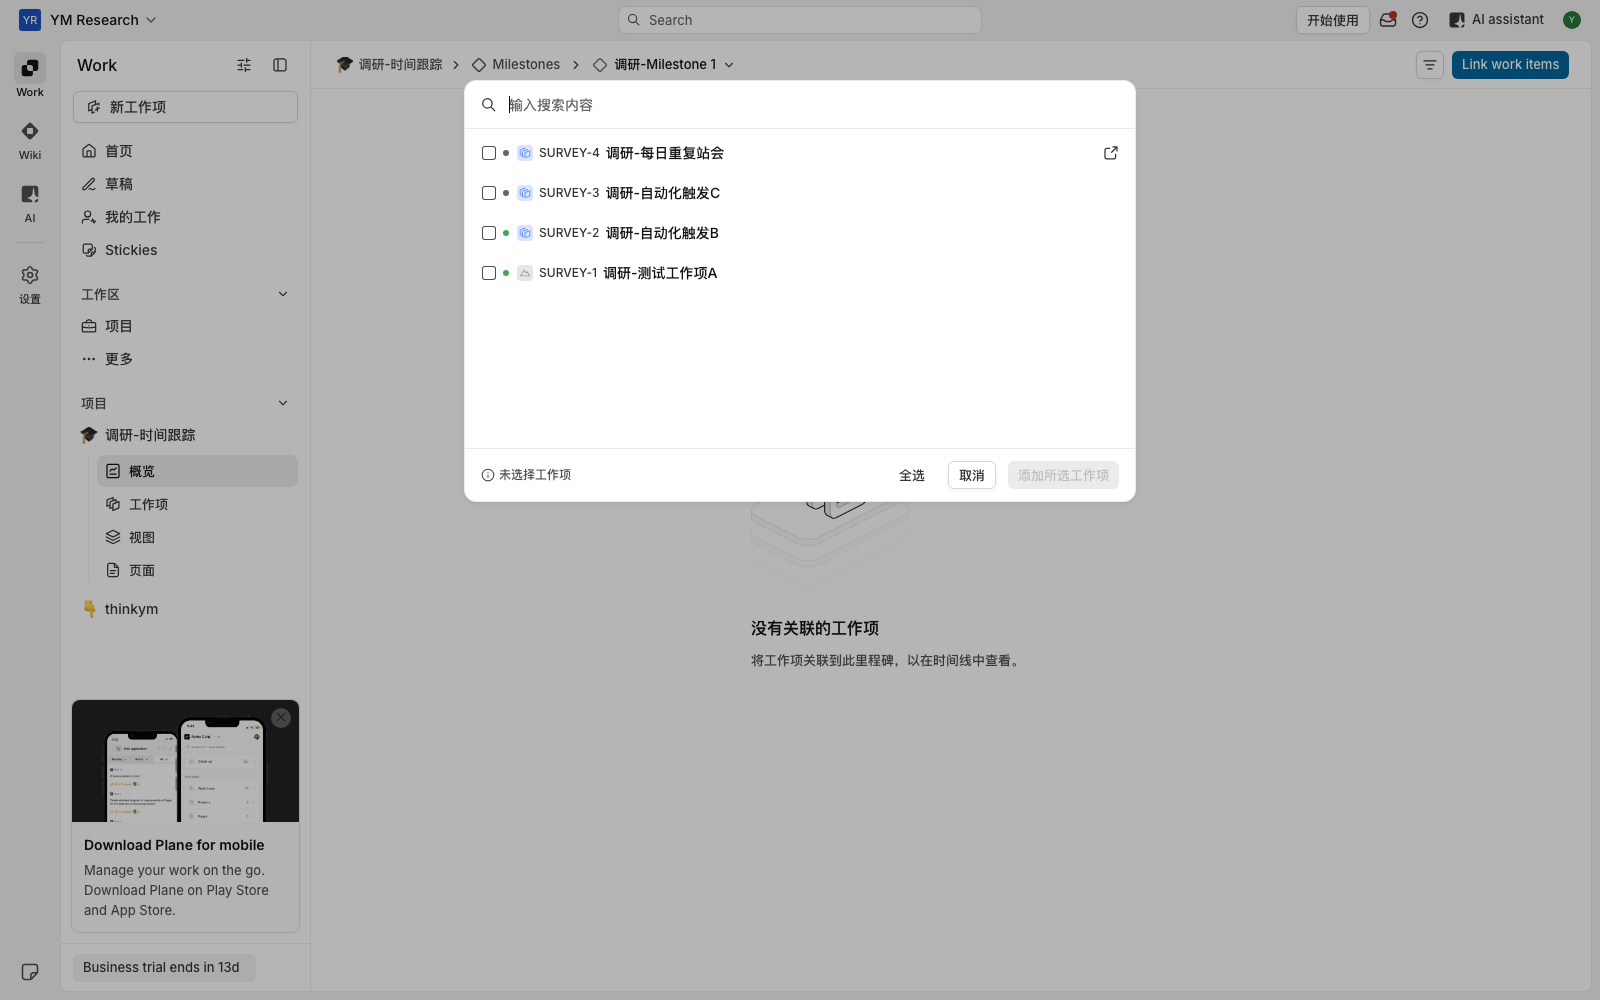 YR YM Research
Search
开始使用
AI assistant
Y
Work
Wiki
AI
设置
Work
新工作项
首页
草稿
我的工作
Stickies
工作区
项目
更多
项目
调研-时间跟踪
概览
工作项
视图
页面
thinkym
Download Plane for mobile
Manage your work on the go.
Download Plane on Play Store
and App Store.
Business trial ends in 13d
调研-时间跟踪 Milestones 调研-Milestone 1
Link work items
输入搜索内容
SURVEY-4 调研-每日重复站会
SURVEY-3 调研-自动化触发C
SURVEY-2 调研-自动化触发B
SURVEY-1 调研-测试工作项A
未选择工作项
全选
取消
添加所选工作项
没有关联的工作项
将工作项关联到此里程碑，以在时间线中查看。